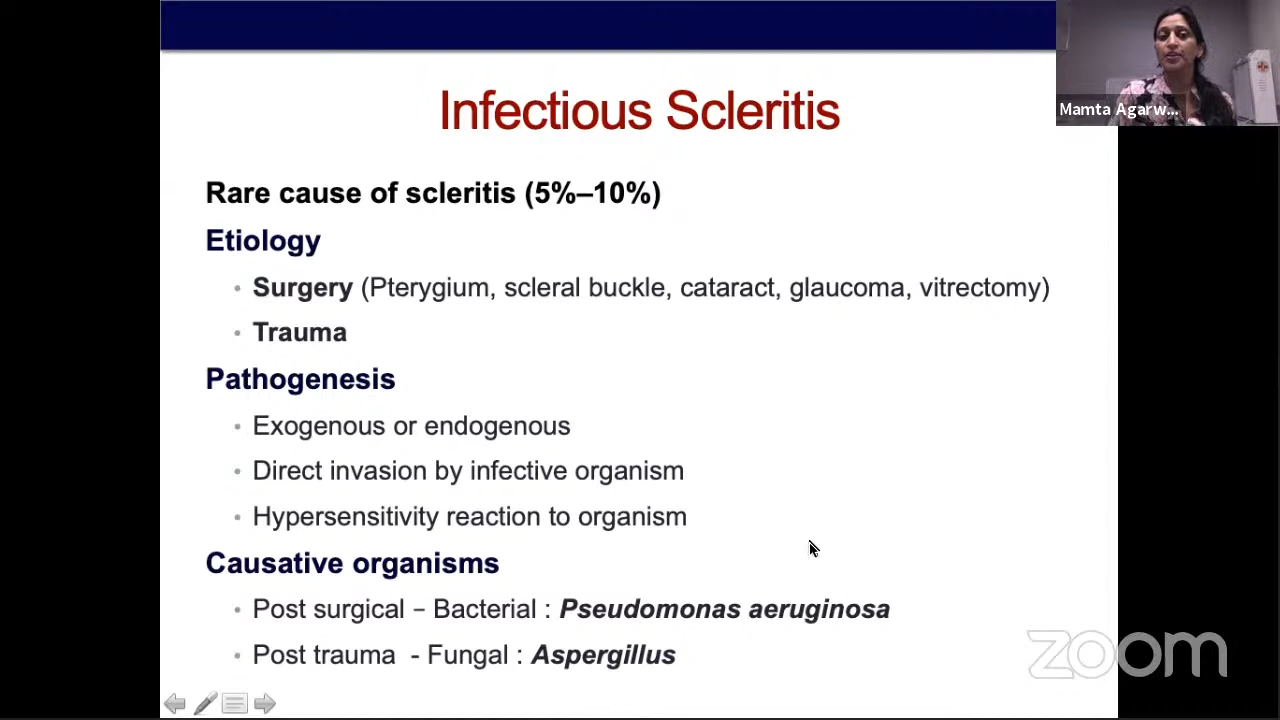 Infectious Scleritis
Mamta Agarw...
Rare cause of scleritis (5%–10%)
Etiology
• Surgery (Pterygium, scleral buckle, cataract, glaucoma, vitrectomy)
• Trauma
Pathogenesis
• Exogenous or endogenous
• Direct invasion by infective organism
• Hypersensitivity reaction to organism
Causative organisms
• Post surgical – Bacterial : Pseudomonas aeruginosa
• Post trauma - Fungal : Aspergillus
zoom